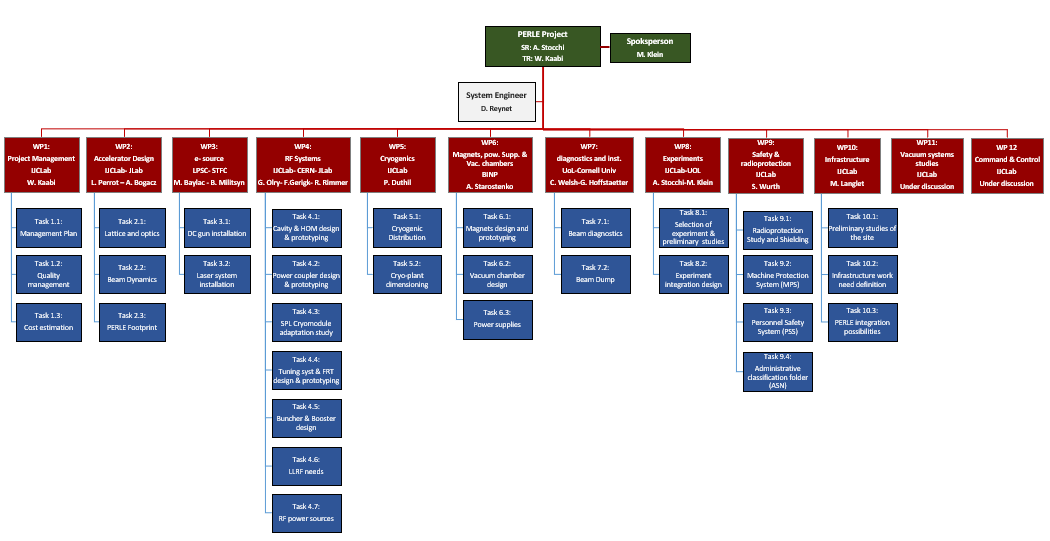 PERLE Project
SR: A. Stocchi
TR: W. Kaabi
Spoksperson
M. Klein
System Engineer
D. Reynet
WP1:
Project Management
IJCLab
W. Kaabi
WP2:
Accelerator Design
IJCLab- JLab
L. Perrot – A. Bogacz
WP3:
e- source
LPSC- STFC
M. Baylac - B. Militsyn
WP4:
RF Systems
IJCLab- CERN- JLab
G. Olry- F.Gerigk- R. Rimmer
WP5:
Cryogenics
IJCLab
P. Duthil
WP6:
Magnets, pow. Supp. &
Vac. chambers
BINP
A. Starostenko
WP7:
diagnostics and inst.
UoL-Cornell Univ
C. Welsh-G. Hoffstaetter
WP8:
Experiments
IJCLab-UOL
A. Stocchi-M. Klein
WP9:
Safety &
radioprotection
IJCLab
S. Wurth
WP10:
Infrastructure
IJCLab
M. Langlet
WP11:
Vacuum systems
studies
IJCLab
Under discussion
WP 12
Command & Control
IJCLab
Under discussion
Task 1.1:
Management Plan
Task 1.2:
Quality
management
Task 1.3:
Cost estimation
Task 2.1:
Lattice and optics
Task 2.2:
Beam Dynamics
Task 2.3:
PERLE Footprint
Task 3.1:
DC gun installation
Task 3.2:
Laser system
installation
Task 4.1:
Cavity & HOM design
& prototyping
Task 4.2:
Power coupler design
& prototyping
Task 4.3:
SPL Cryomodule
adaptation study
Task 4.4:
Tuning syst & FRT
design & prototyping
Task 4.5:
Buncher & Booster
design
Task 4.6:
LLRF needs
Task 4.7:
RF power sources
Task 5.1:
Cryogenic
Distribution
Task 5.2:
Cryo-plant
dimensioning
Task 6.1:
Magnets design and
prototyping
Task 6.2:
Vacuum chamber
design
Task 6.3:
Power supplies
Task 7.1:
Beam diagnostics
Task 7.2:
Beam Dump
Task 8.1:
Selection of
experiment &
preliminary studies
Task 8.2:
Experiment
integration design
Task 9.1:
Radioprotection
Study and Shielding
Task 9.2:
Machine Protection
System (MPS)
Task 9.3:
Personnel Safety
System (PSS)
Task 9.4:
Administrative
classification folder
(ASN)
Task 10.1:
Preliminary studies of
the site
Task 10.2:
Infrastructure work
need definition
Task 10.3:
PERLE integration
possibilities